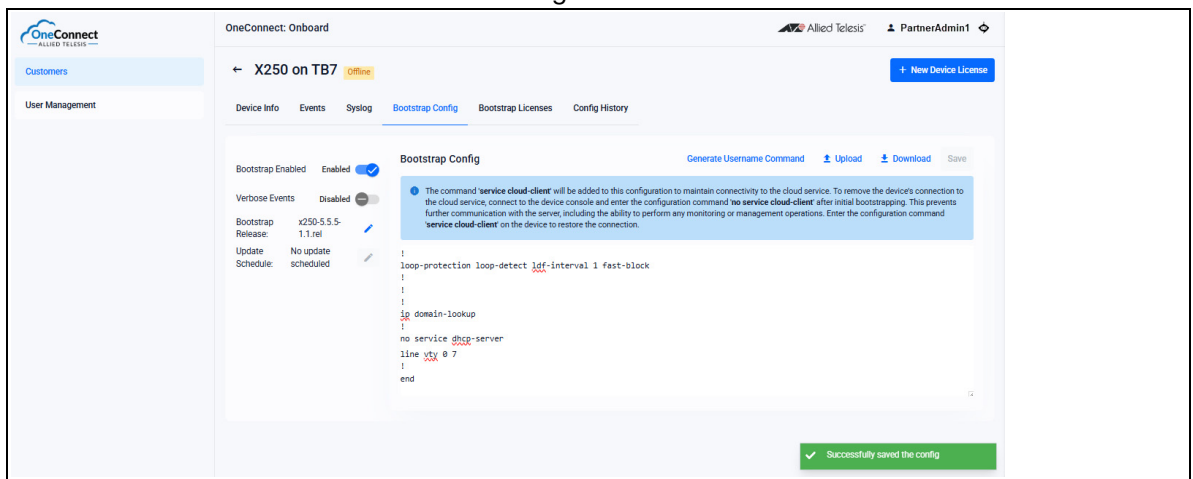 OneConnect
ALLIED TELESIS
OneConnect: Onboard
Allied Telesis
PartnerAdmin1
Customers
User Management
← X250 on TB7 Offline
+ New Device License
Device Info Events Syslog Bootstrap Config Bootstrap Licenses Config History
Bootstrap Enabled Enabled
Verbose Events Disabled
Bootstrap Release: x250-5.5.5-
1.1.rel
Update Schedule: No update
scheduled
Bootstrap Config
Generate Username Command Upload Download Save
The command 'service cloud-client' will be added to this configuration to maintain connectivity to the cloud service. To remove the device's connection to
the cloud service, connect to the device console and enter the configuration command 'no service cloud-client' after initial bootstrapping. This prevents
further communication with the server, including the ability to perform any monitoring or management operations. Enter the configuration command
'service cloud-client' on the device to restore the connection.
!
loop-protection loop-detect ldf-interval 1 fast-block
!
!
!
ip domain-lookup
!
no service dhcp-server
line vty 0 7
!
end
Successfully saved the config